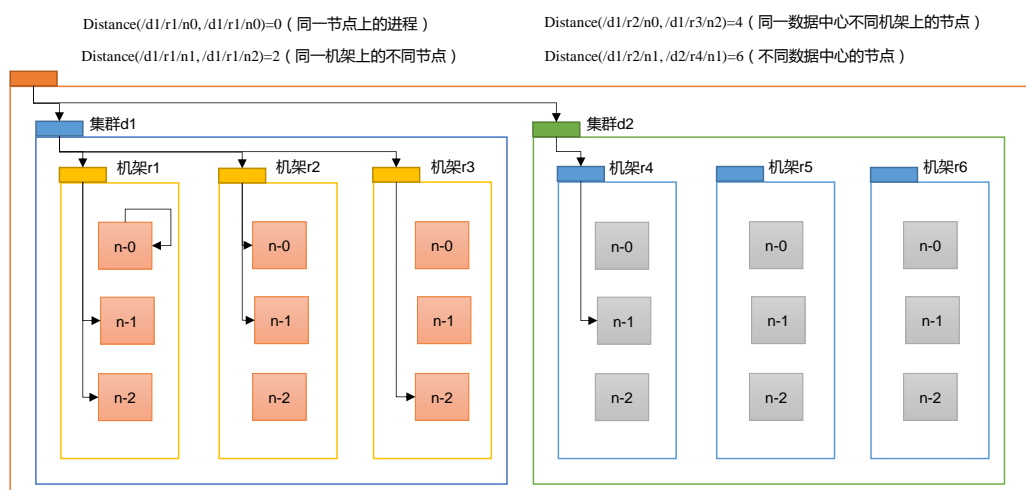 Distance(/d1/r1/n0, /d1/r1/n0)=0（同一节点上的进程）
Distance(/d1/r2/n0, /d1/r3/n2)=4（同一数据中心不同机架上的节点）
Distance(/d1/r1/n1, /d1/r1/n2)=2（同一机架上的不同节点）
Distance(/d1/r2/n1, /d2/r4/n1)=6（不同数据中心的节点）
集群d1
集群d2
机架r1
机架r2
机架r3
机架r4
机架r5
机架r6
n-0
n-0
n-0
n-0
n-0
n-0
n-1
n-1
n-1
n-1
n-1
n-1
n-2
n-2
n-2
n-2
n-2
n-2